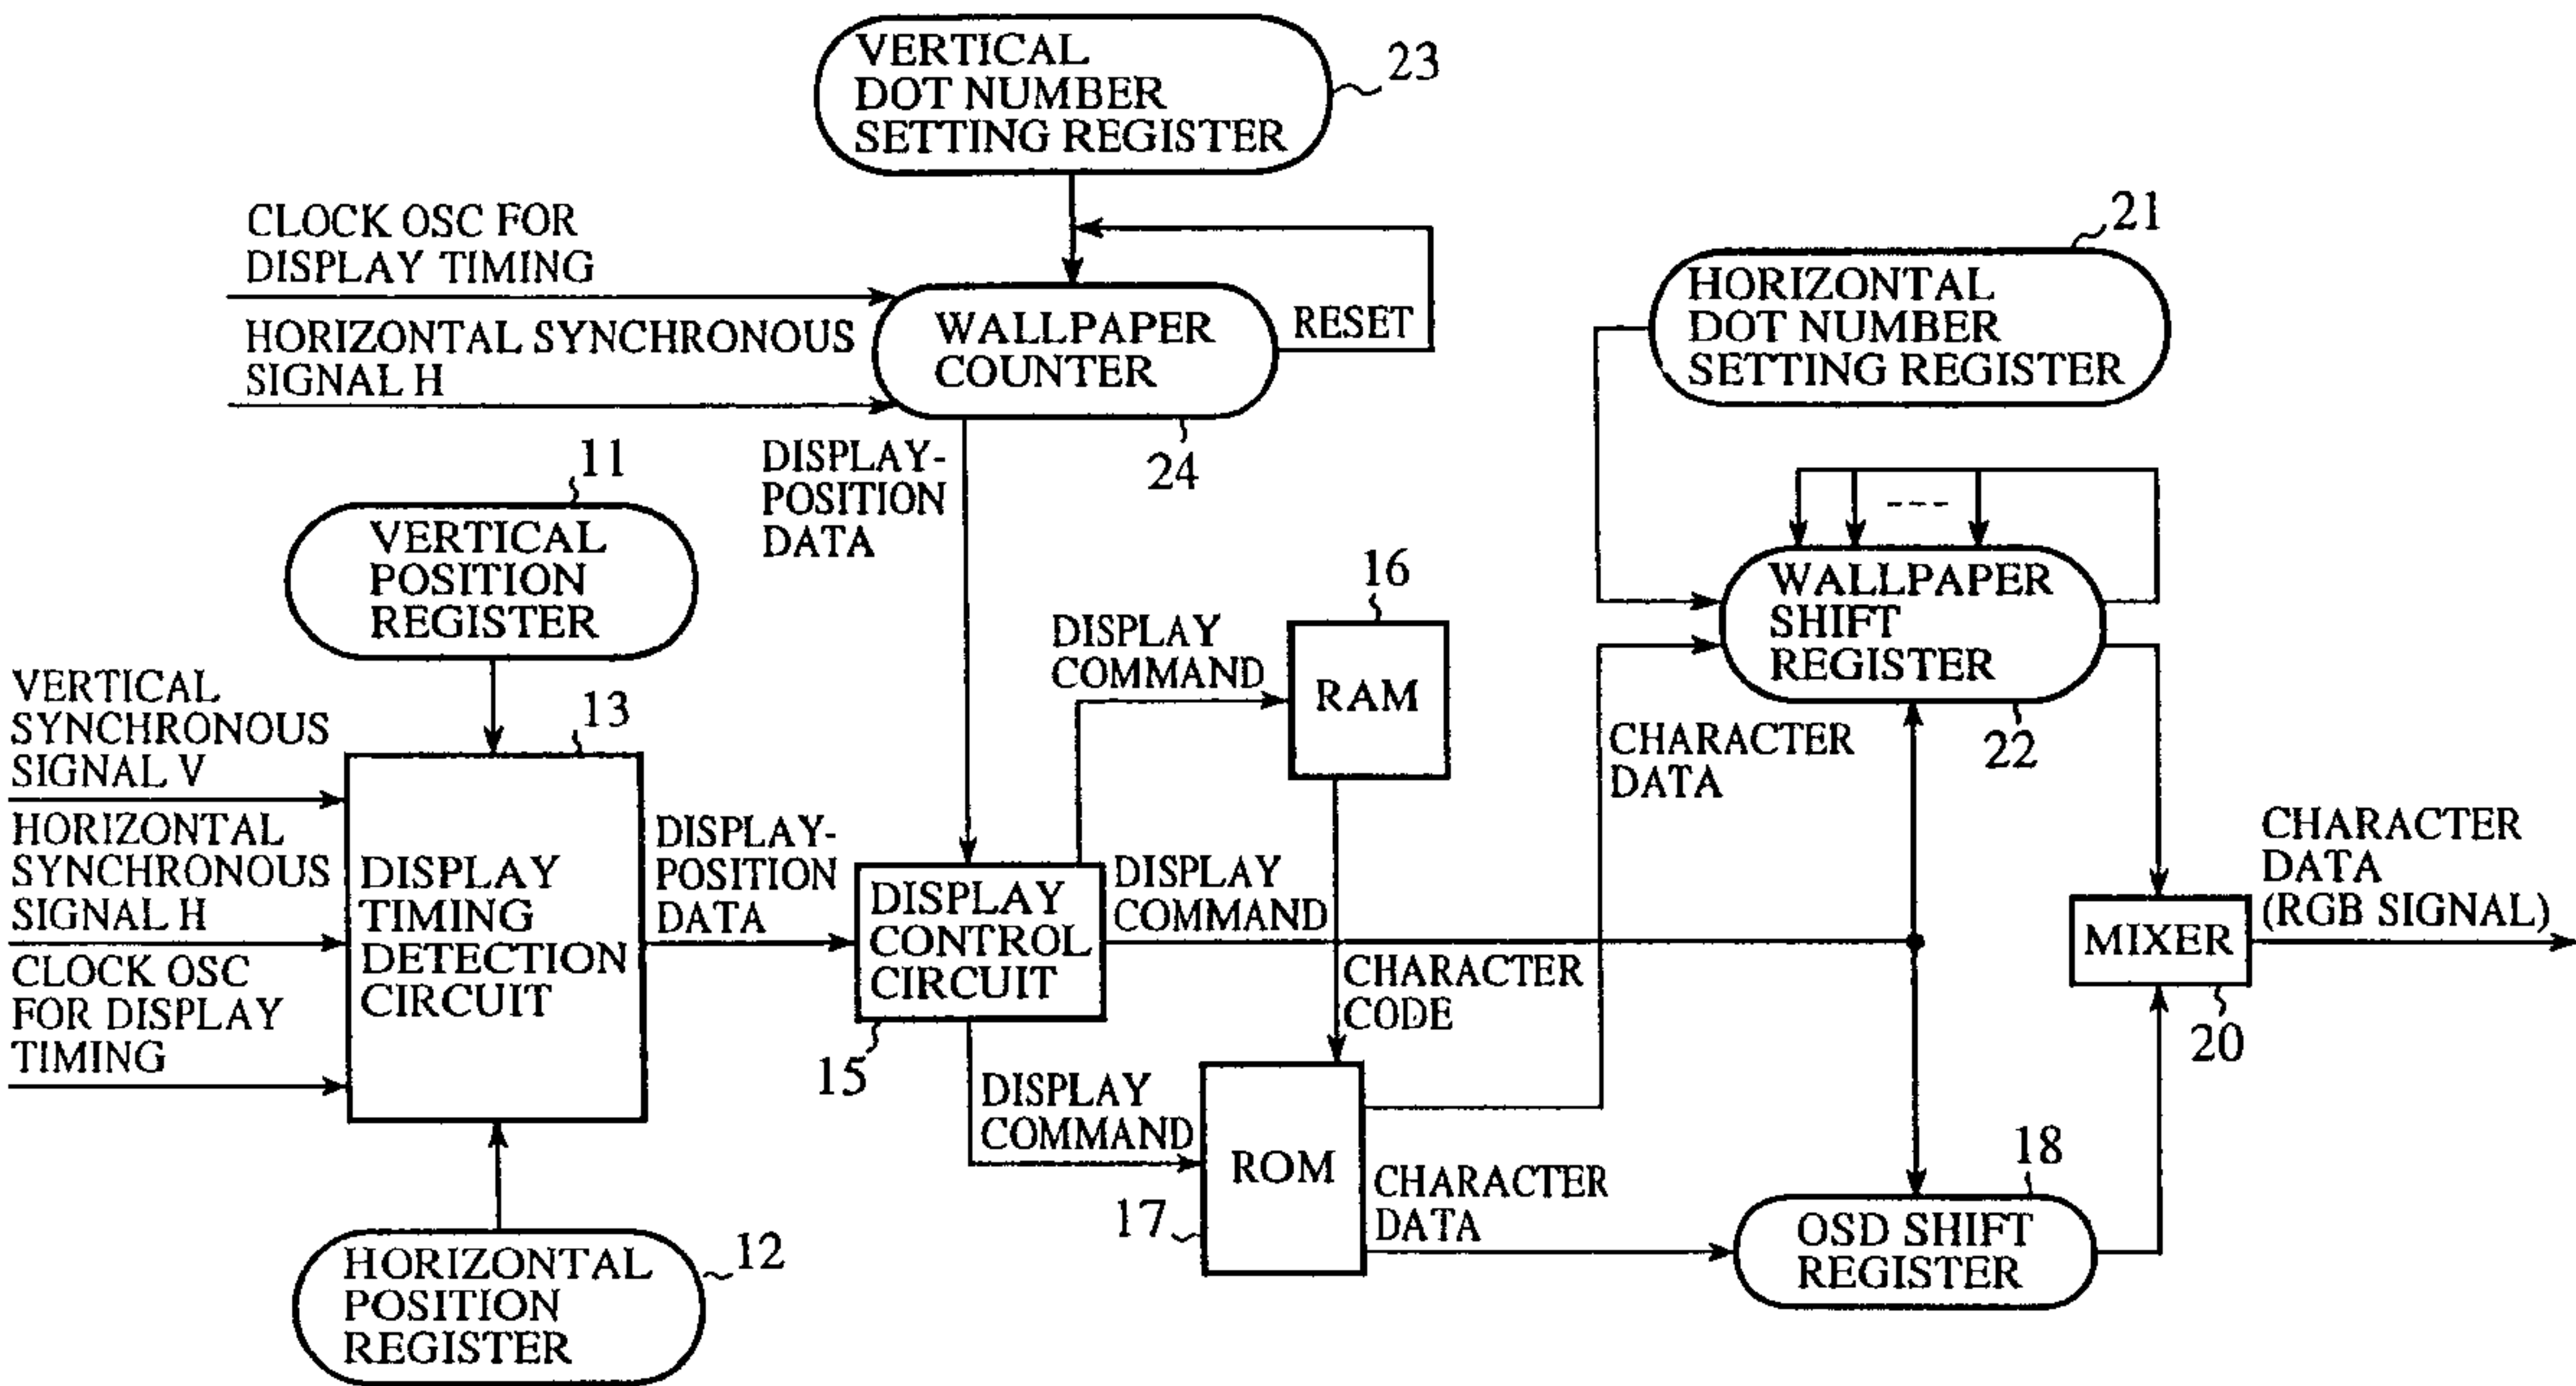 VERTICAL
DOT NUMBER
SETTING REGISTER
23
CLOCK OSC FOR
DISPLAY TIMING
HORIZONTAL SYNCHRONOUS
SIGNAL H
WALLPAPER
COUNTER
RESET
24
21
HORIZONTAL
DOT NUMBER
SETTING REGISTER
DISPLAY-
POSITION
DATA
11
VERTICAL
POSITION
REGISTER
VERTICAL
SYNCHRONOUS
SIGNAL V
HORIZONTAL
SYNCHRONOUS
SIGNAL H
CLOCK OSC
FOR DISPLAY
TIMING
13
DISPLAY
TIMING
DETECTION
CIRCUIT
12
HORIZONTAL
POSITION
REGISTER
DISPLAY-
POSITION
DATA
DISPLAY
CONTROL
CIRCUIT
15
DISPLAY
COMMAND
16
RAM
DISPLAY
COMMAND
CHARACTER
CODE
DISPLAY
COMMAND
ROM
17
CHARACTER
DATA
CHARACTER
DATA
WALLPAPER
SHIFT
REGISTER
22
18
OSD SHIFT
REGISTER
MIXER
20
CHARACTER
DATA
(RGB SIGNAL)